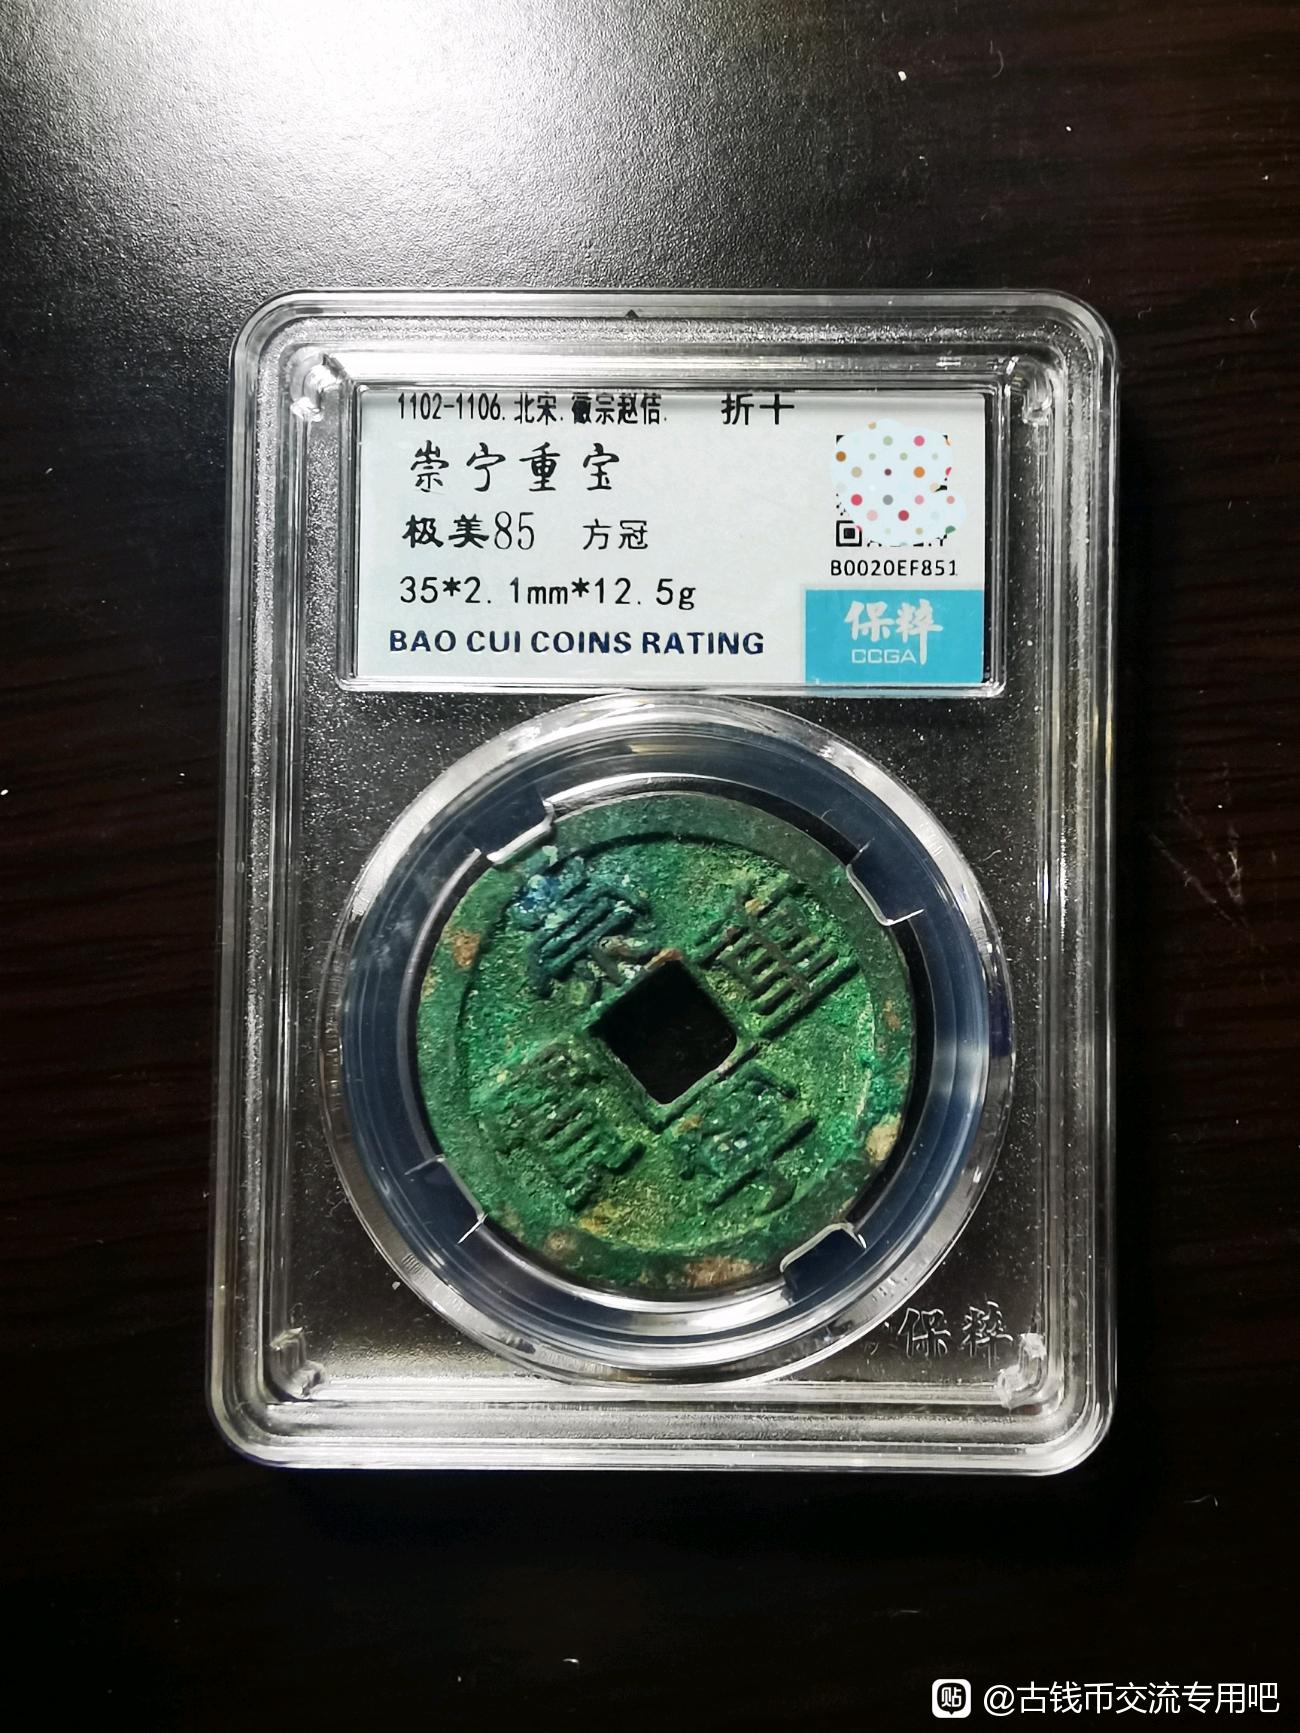 1102-1106.北宋.徽宗赵佶. 折十
崇宁重宝
极美85 方冠
35*2.1mm*12.5g
BAO CUI COINS RATING
B0020EF851
保粹
CCGA
崇寧重寶
保粹
贴 @古钱币交流专用吧